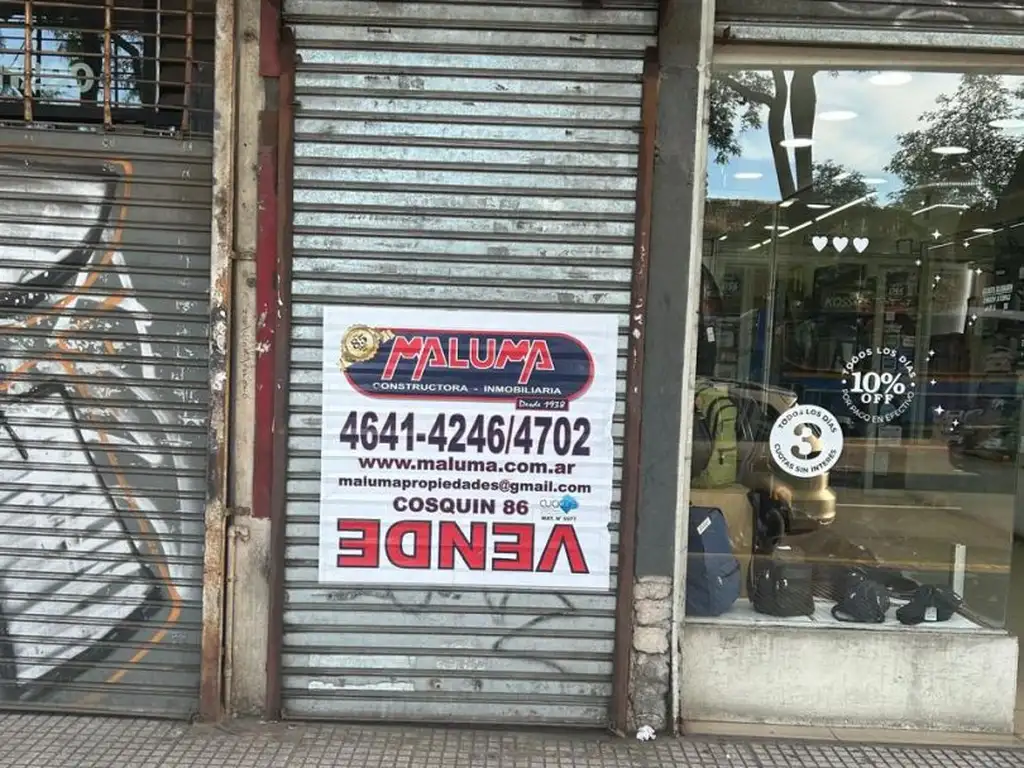 85
MALUMA
CONSTRUCTORA - INMOBILIARIA
Desde 1938
4641-4246/4702
www.maluma.com.ar
malumapropiedades@gmail.com
COSQUIN 86
VENDE
TODOS LOS DIAS
10%
OFF
POR PAGO EN EFECTIVO
TODOS LOS DIAS
3
CUOTAS SIN INTERES